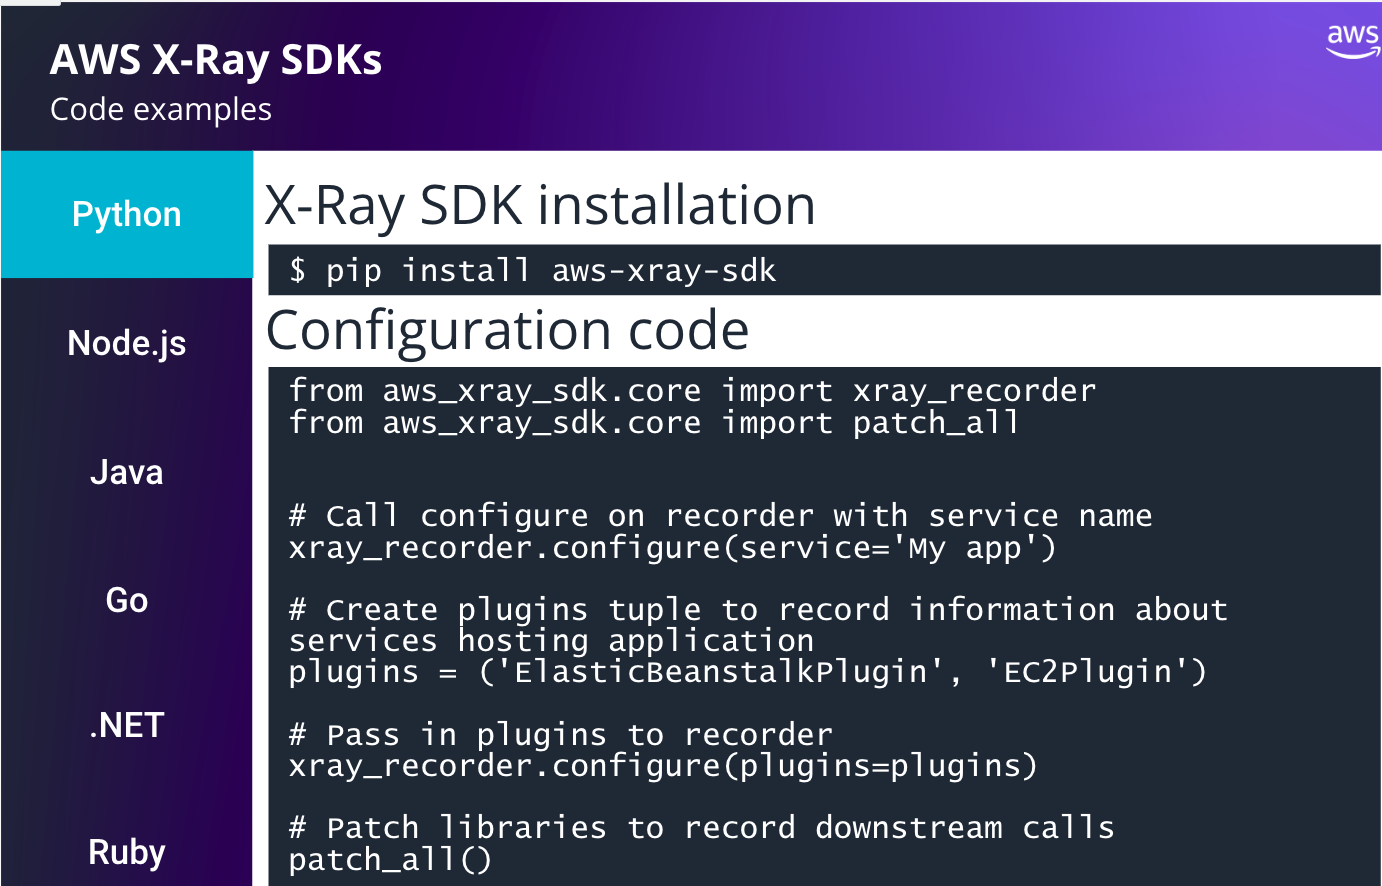 AWS X-Ray SDKs
Code examples
aws
Python
Node.js
Java
Go
.NET
Ruby
X-Ray SDK installation
$ pip install aws-xray-sdk
Configuration code
from aws_xray_sdk.core import xray_recorder
from aws_xray_sdk.core import patch_all
# Call configure on recorder with service name
xray_recorder.configure(service='My app')
# Create plugins tuple to record information about
services hosting application
plugins = ('ElasticBeanstalkPlugin', 'EC2Plugin')
# Pass in plugins to recorder
xray_recorder.configure(plugins=plugins)
# Patch libraries to record downstream calls
patch_all()